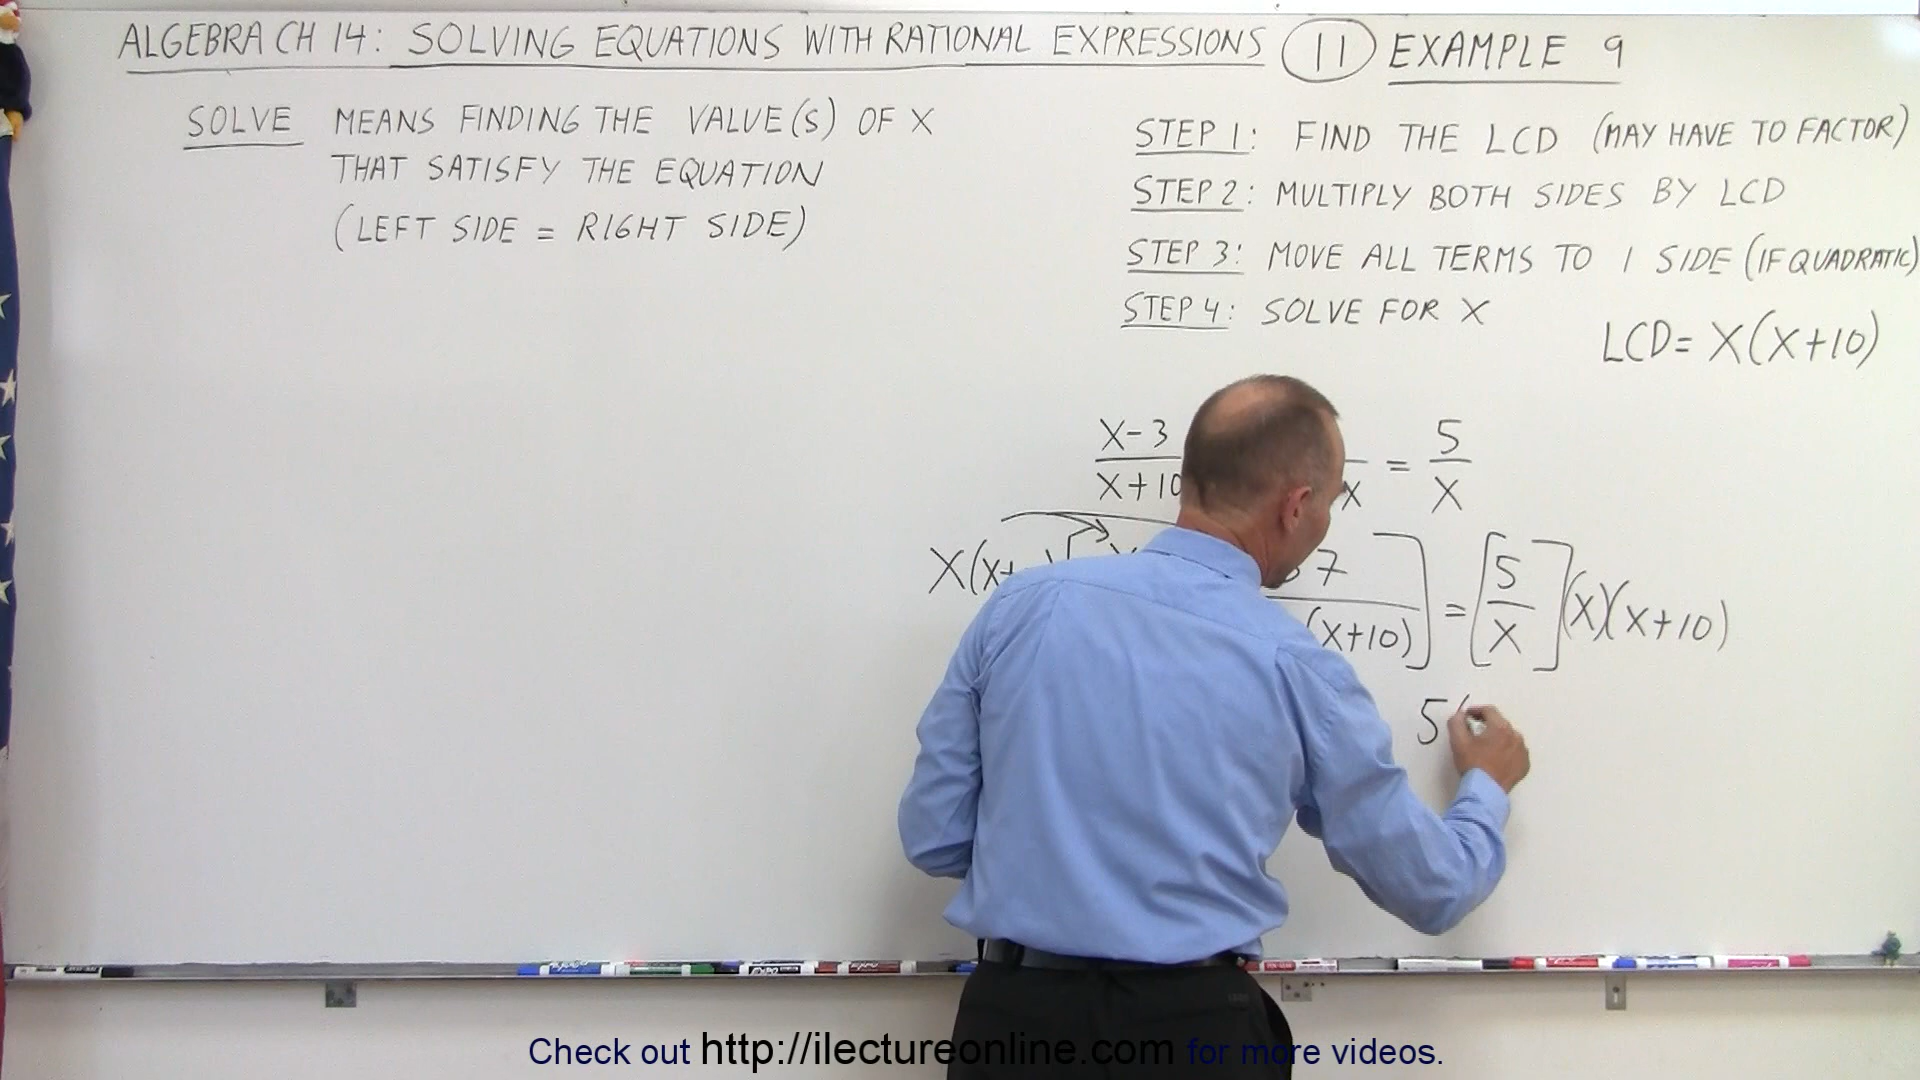 ALGEBRA CH 14: SOLVING EQUATIONS WITH RATIONAL EXPRESSIONS (11) EXAMPLE 9
SOLVE MEANS FINDING THE VALUE(S) OF X
THAT SATISFY THE EQUATION
(LEFT SIDE = RIGHT SIDE)
STEP 1: FIND THE LCD (MAY HAVE TO FACTOR)
STEP 2: MULTIPLY BOTH SIDES BY LCD
STEP 3: MOVE ALL TERMS TO 1 SIDE (IF QUADRATIC)
STEP 4: SOLVE FOR X
LCD = X(X+10)
X-3 5
X+10 x = X
X(x+ 7 ] = [5/X](X)(X+10)
(X+10)
5(
Check out http://ilectureonline.com for more videos.